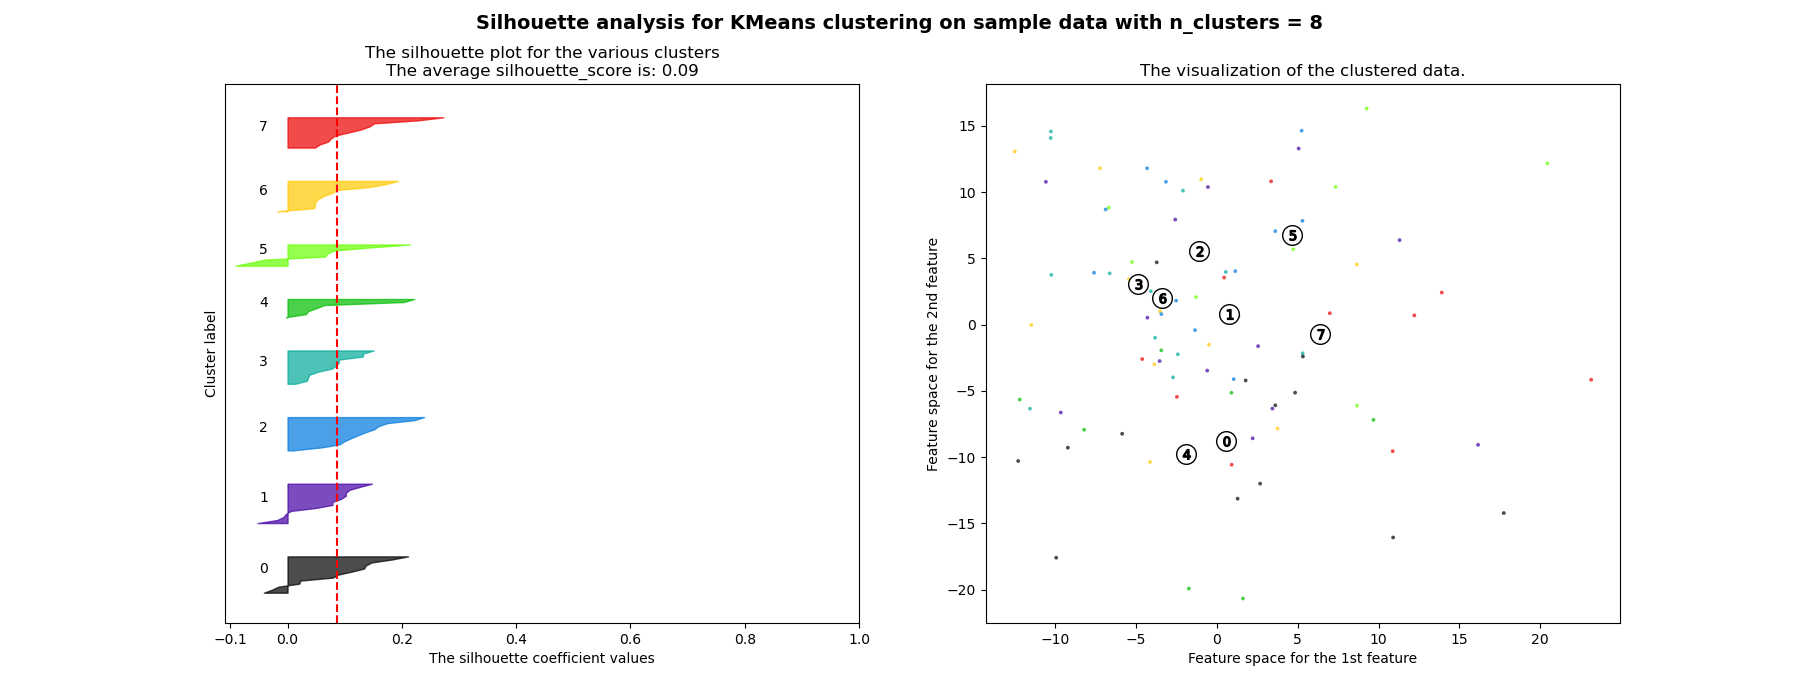 Silhouette analysis for KMeans clustering on sample data with n_clusters = 8
The silhouette plot for the various clusters
The average silhouette_score is: 0.09
7
6
5
4
3
2
1
0
Cluster label
−0.1 0.0 0.2 0.4 0.6 0.8 1.0
The silhouette coefficient values
The visualization of the clustered data.
15
10
5
0
−5
−10
−15
−20
Feature space for the 2nd feature
5
2
3
6
1
7
0
4
−10 −5 0 5 10 15 20
Feature space for the 1st feature